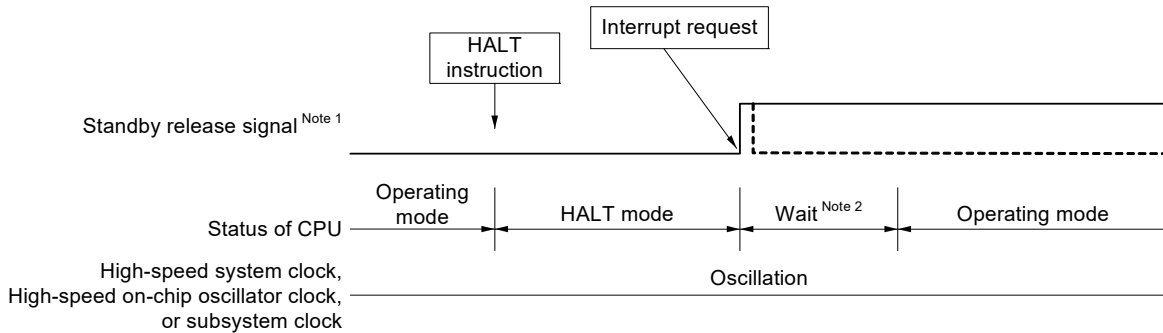 HALT
instruction
Interrupt request
Standby release signal Note 1
Operating
mode
HALT mode
Wait Note 2
Operating mode
Status of CPU
High-speed system clock,
High-speed on-chip oscillator clock,
or subsystem clock
Oscillation